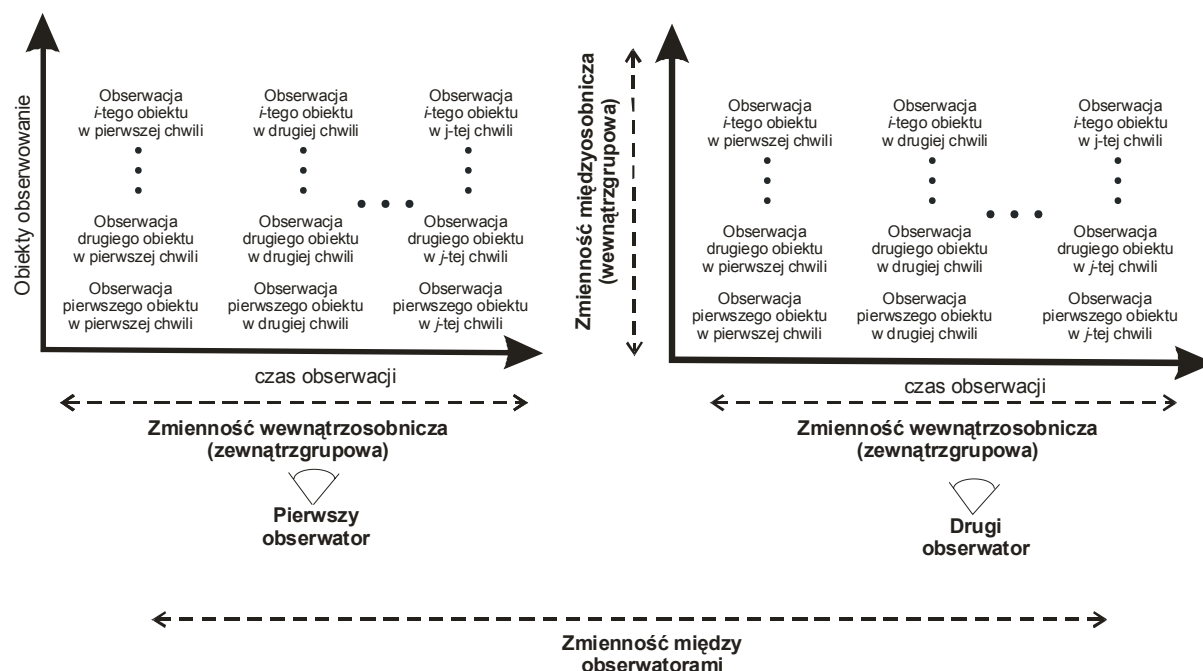 Obiekty obserwowane
Obserwacja
i-tego obiektu
w pierwszej chwili
Obserwacja
i-tego obiektu
w drugiej chwili
Obserwacja
i-tego obiektu
w j-tej chwili
Obserwacja
drugiego obiektu
w pierwszej chwili
Obserwacja
drugiego obiektu
w drugiej chwili
Obserwacja
drugiego obiektu
w j-tej chwili
Obserwacja
pierwszego obiektu
w pierwszej chwili
Obserwacja
pierwszego obiektu
w drugiej chwili
Obserwacja
pierwszego obiektu
w j-tej chwili
czas obserwacji
Zmienność wewnątrzosobnicza
(zewnątrzgrupowa)
Pierwszy
obserwator
Zmienność międzyosobnicza
(wewnątrzgrupowa)
Obserwacja
i-tego obiektu
w pierwszej chwili
Obserwacja
i-tego obiektu
w drugiej chwili
Obserwacja
i-tego obiektu
w j-tej chwili
Obserwacja
drugiego obiektu
w pierwszej chwili
Obserwacja
drugiego obiektu
w drugiej chwili
Obserwacja
drugiego obiektu
w j-tej chwili
Obserwacja
pierwszego obiektu
w pierwszej chwili
Obserwacja
pierwszego obiektu
w drugiej chwili
Obserwacja
pierwszego obiektu
w j-tej chwili
czas obserwacji
Zmienność wewnątrzosobnicza
(zewnątrzgrupowa)
Drugi
obserwator
Zmienność między
obserwatorami